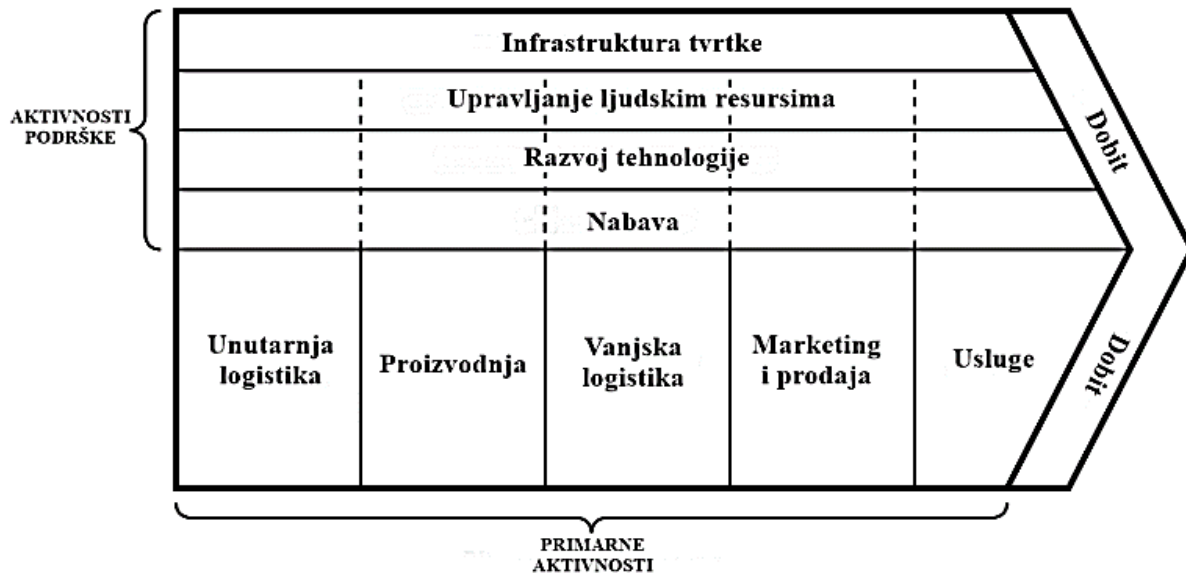 Infrastruktura tvrtke
Upravljanje ljudskim resursima
AKTIVNOSTI
PODRŠKE
Razvoj tehnologije
Nabava
Dobit
Unutarnja
logistika
Proizvodnja
Vanjska
logistika
Marketing
i prodaja
Usluge
Dobit
PRIMARNE
AKTIVNOSTI